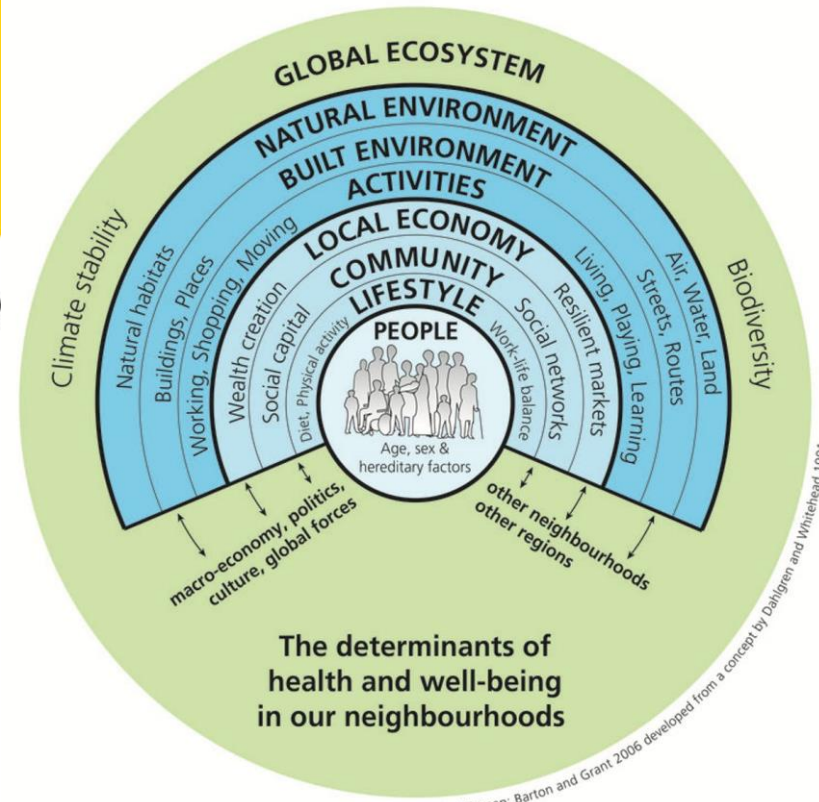 GLOBAL ECOSYSTEM
NATURAL ENVIRONMENT
BUILT ENVIRONMENT
ACTIVITIES
LOCAL ECONOMY
COMMUNITY
LIFESTYLE
PEOPLE
Age, sex &
hereditary factors
Climate stability
Natural habitats
Buildings, Places
Working, Shopping, Moving
Wealth creation
Social capital
Diet, Physical activity
Work-life balance
Social networks
Resilient markets
Living, Playing, Learning
Streets, Routes
Air, Water, Land
Biodiversity
macro-economy, politics,
culture, global forces
other neighbourhoods
other regions
The determinants of
health and well-being
in our neighbourhoods
Barton and Grant 2006 developed from a concept by Dahlgren and Whitehead